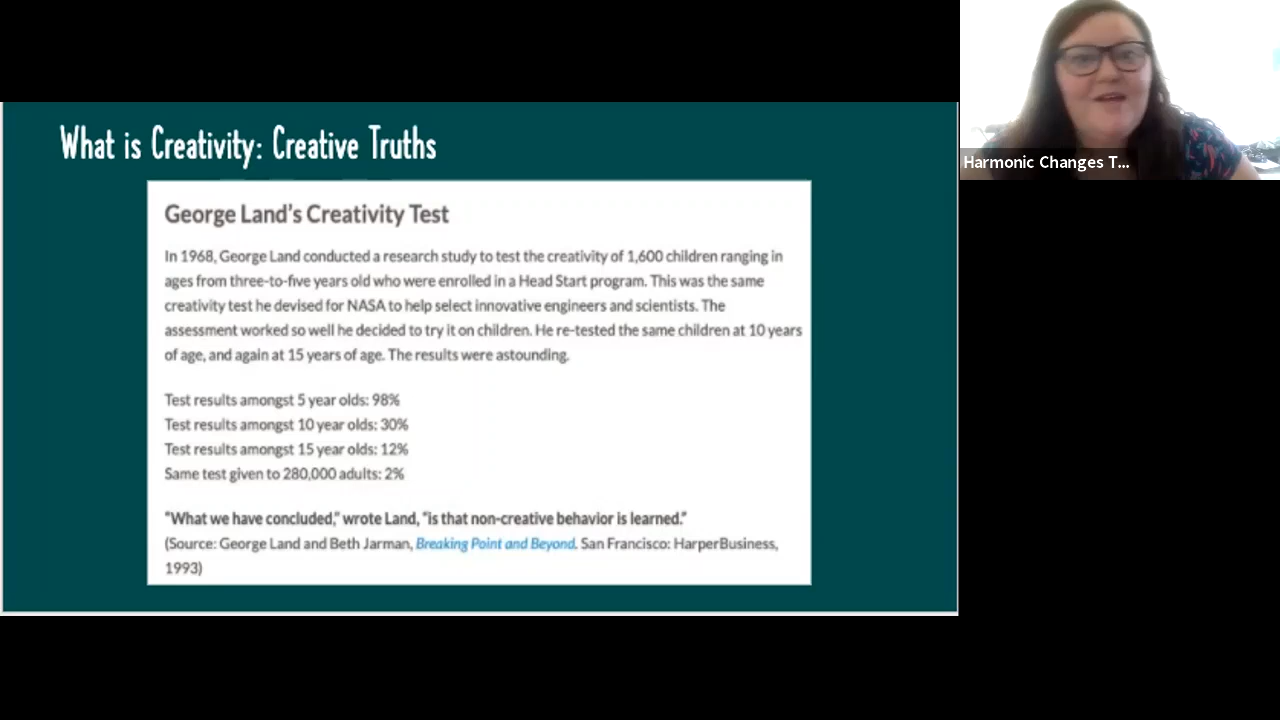 What is Creativity: Creative Truths
George Land's Creativity Test
In 1968, George Land conducted a research study to test the creativity of 1,600 children ranging in
ages from three-to-five years old who were enrolled in a Head Start program. This was the same
creativity test he devised for NASA to help select innovative engineers and scientists. The
assessment worked so well he decided to try it on children. He re-tested the same children at 10 years
of age, and again at 15 years of age. The results were astounding.
Test results amongst 5 year olds: 98%
Test results amongst 10 year olds: 30%
Test results amongst 15 year olds: 12%
Same test given to 280,000 adults: 2%
"What we have concluded," wrote Land, "is that non-creative behavior is learned."
(Source: George Land and Beth Jarman, Breaking Point and Beyond. San Francisco: HarperBusiness,
1993)
Harmonic Changes T...